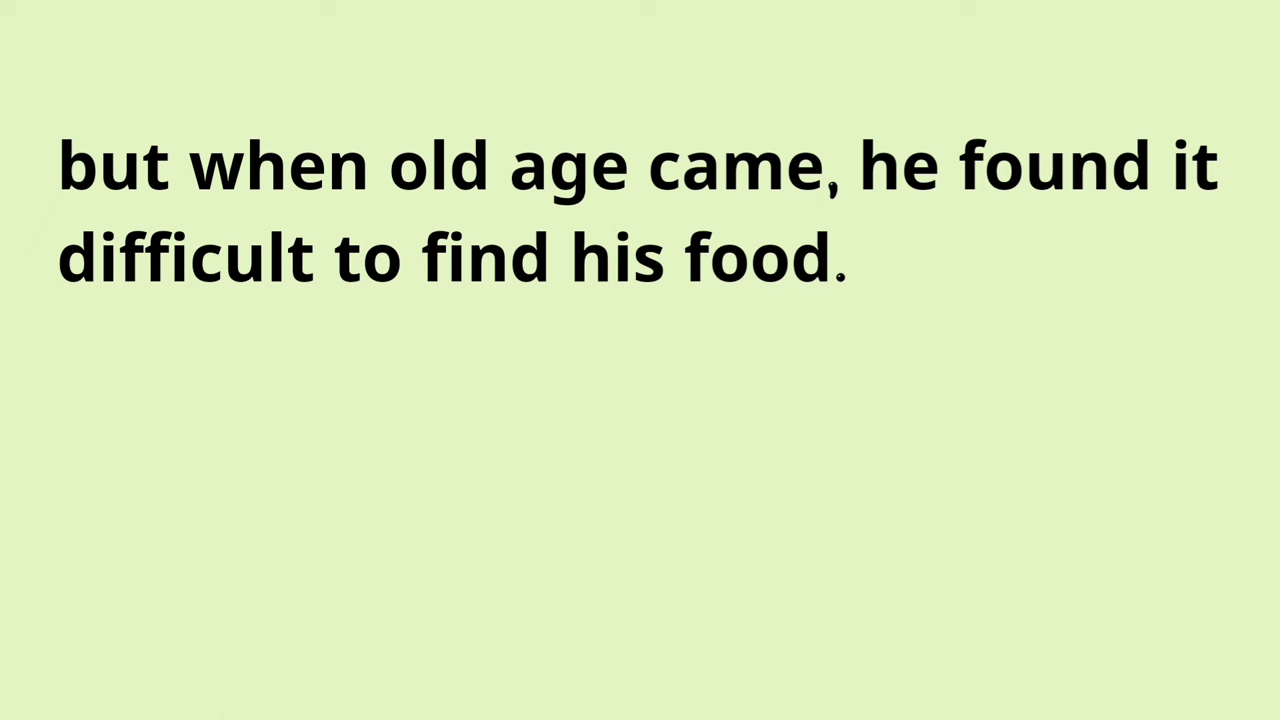 but when old age came, he found it
difficult to find his food.